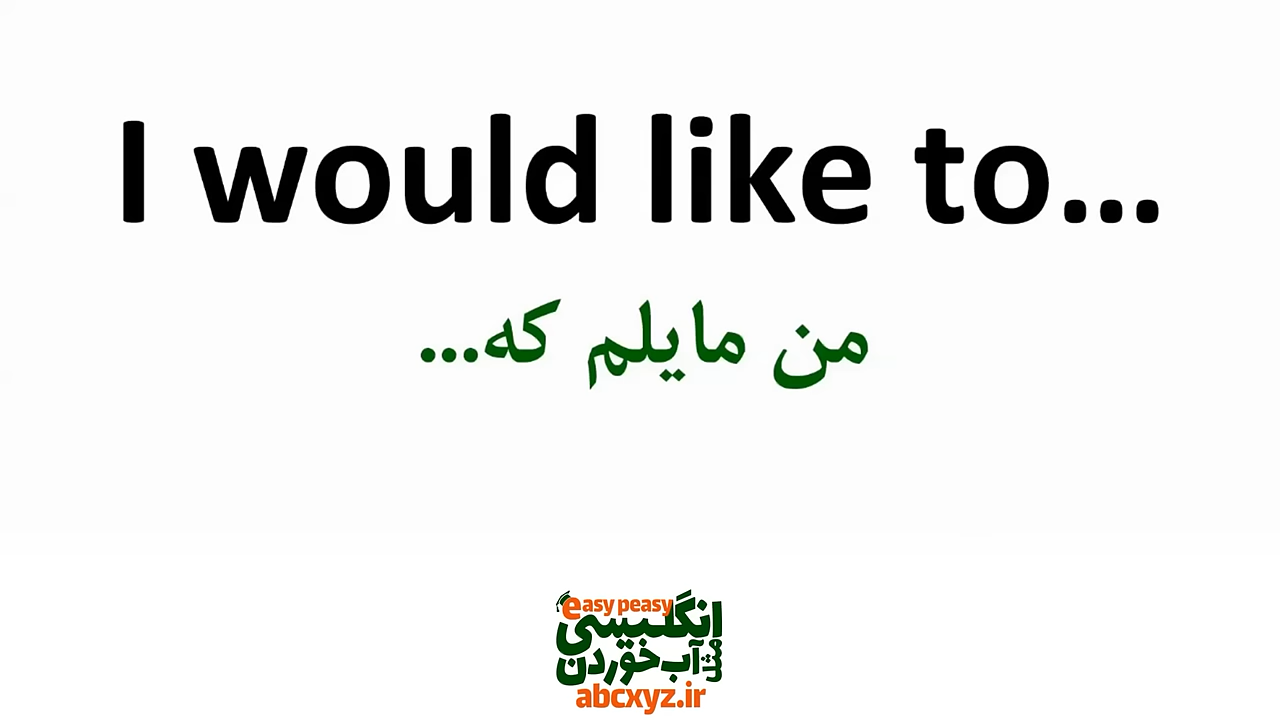 I would like to...
من مایلم که...
easy peasy
انگلیسی
مثل آب خوردن
abcxyz.ir